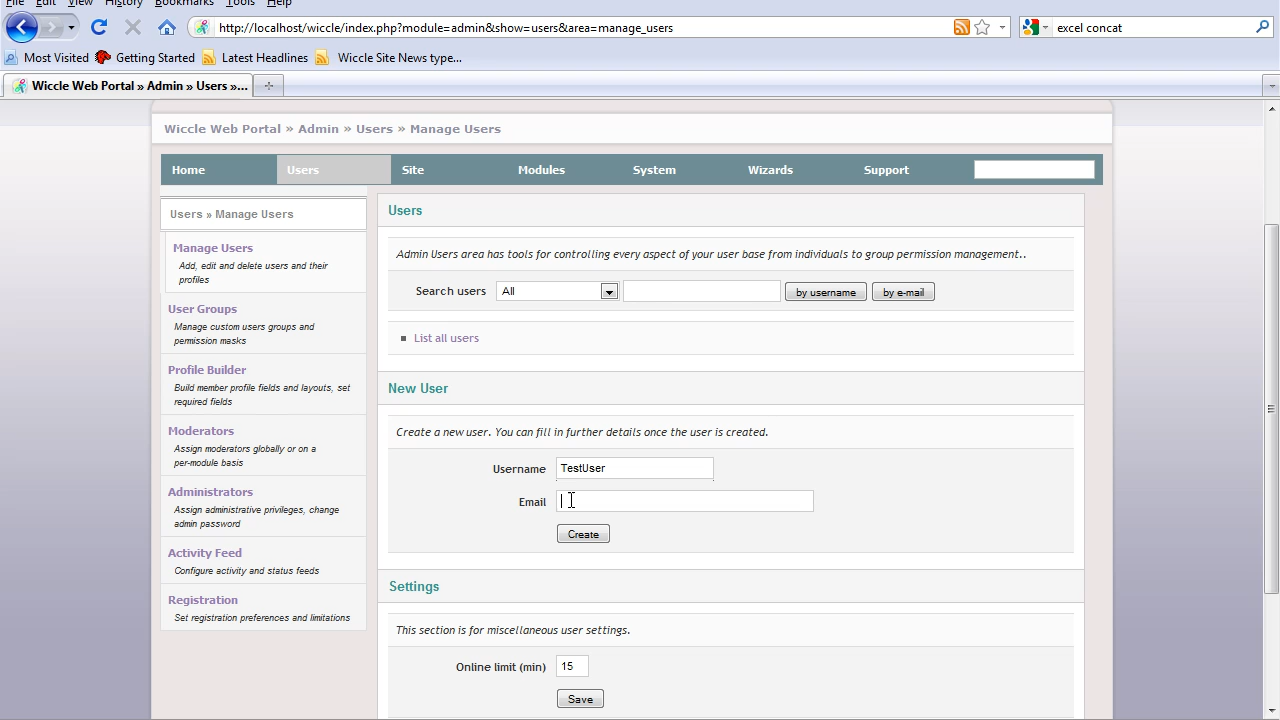 File Edit View History Bookmarks Tools Help
http://localhost/wiccle/index.php?module=admin&show=users&area=manage_users
excel concat
Most Visited Getting Started Latest Headlines Wiccle Site News type...
Wiccle Web Portal » Admin » Users »...
Wiccle Web Portal » Admin » Users » Manage Users
Home Users Site Modules System Wizards Support
Users » Manage Users
Manage Users
Add, edit and delete users and their
profiles
User Groups
Manage custom users groups and
permission masks
Profile Builder
Build member profile fields and layouts, set
required fields
Moderators
Assign moderators globally or on a
per-module basis
Administrators
Assign administrative privileges, change
admin password
Activity Feed
Configure activity and status feeds
Registration
Set registration preferences and limitations
Users
Admin Users area has tools for controlling every aspect of your user base from individuals to group permission management..
Search users All by username by e-mail
List all users
New User
Create a new user. You can fill in further details once the user is created.
Username TestUser
Email
Create
Settings
This section is for miscellaneous user settings.
Online limit (min) 15
Save